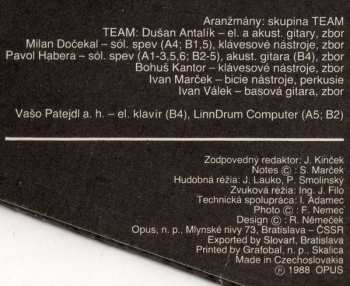 Aranžmány: skupina TEAM
TEAM: Dušan Antalík – el. a akust. gitary, zbor
Milan Dočekal – sól. spev (A4; B1,5), klávesové nástroje, zbor
Pavol Habera – sól. spev (A1-3,5,6; B2-5), akust. gitara (B4), zbor
Bohuš Kantor – klávesové nástroje, zbor
Ivan Marček – bicie nástroje, perkusie
Ivan Válek – basová gitara, zbor
Vašo Patejdl a. h. – el. klavír (B4), LinnDrum Computer (A5; B2)
Zodpovedný redaktor: J. Kinček
Notes Ⓒ : S. Marček
Hudobná réžia: J. Lauko, P. Smolinský
Zvuková réžia: Ing. J. Filo
Technická spolupráca: I. Adamec
Photo Ⓒ : F. Nemec
Design Ⓒ : R. Némeček
Opus, n. p., Mlynské nivy 73, Bratislava – ČSSR
Exported by Slovart, Bratislava
Printed by Grafobal, n. p., Skalica
Made in Czechoslovakia
Ⓟ 1988 OPUS